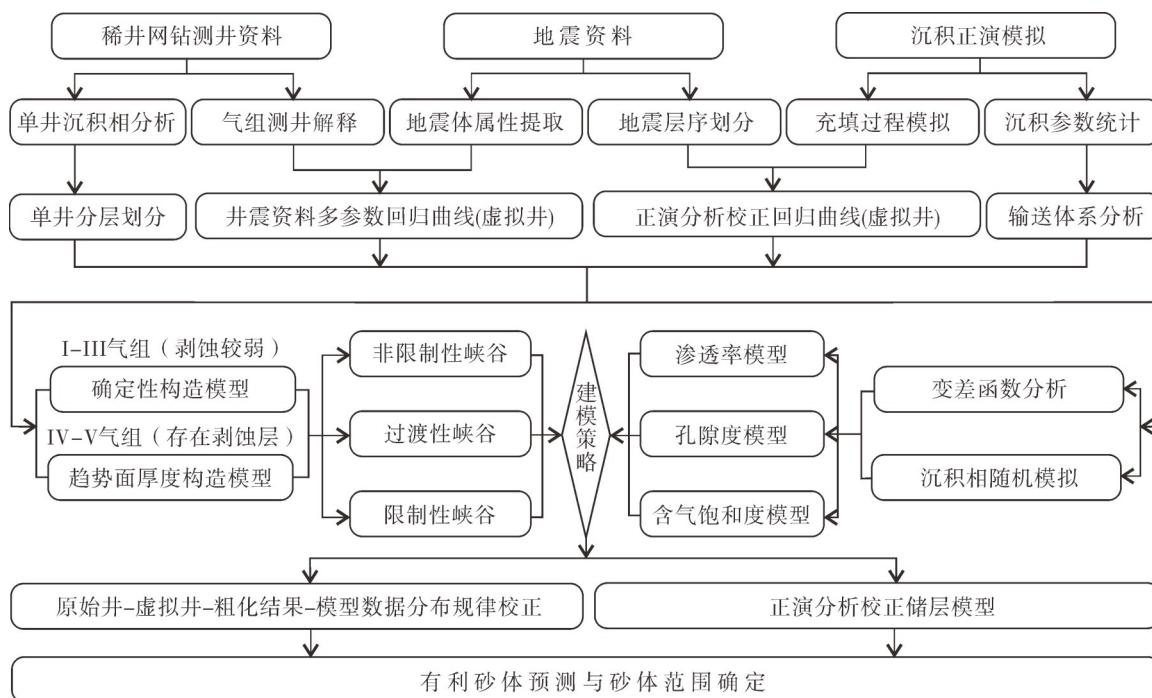 稀井网钻测井资料
地震资料
沉积正演模拟
单井沉积相分析
气组测井解释
地震体属性提取
地震层序划分
充填过程模拟
沉积参数统计
单井分层划分
井震资料多参数回归曲线(虚拟井)
正演分析校正回归曲线(虚拟井)
输送体系分析
I-III气组（剥蚀较弱）
确定性构造模型
IV-V气组（存在剥蚀层）
趋势面厚度构造模型
非限制性峡谷
过渡性峡谷
限制性峡谷
建模策略
渗透率模型
孔隙度模型
含气饱和度模型
变差函数分析
沉积相随机模拟
原始井-虚拟井-粗化结果-模型数据分布规律校正
正演分析校正储层模型
有利砂体预测与砂体范围确定